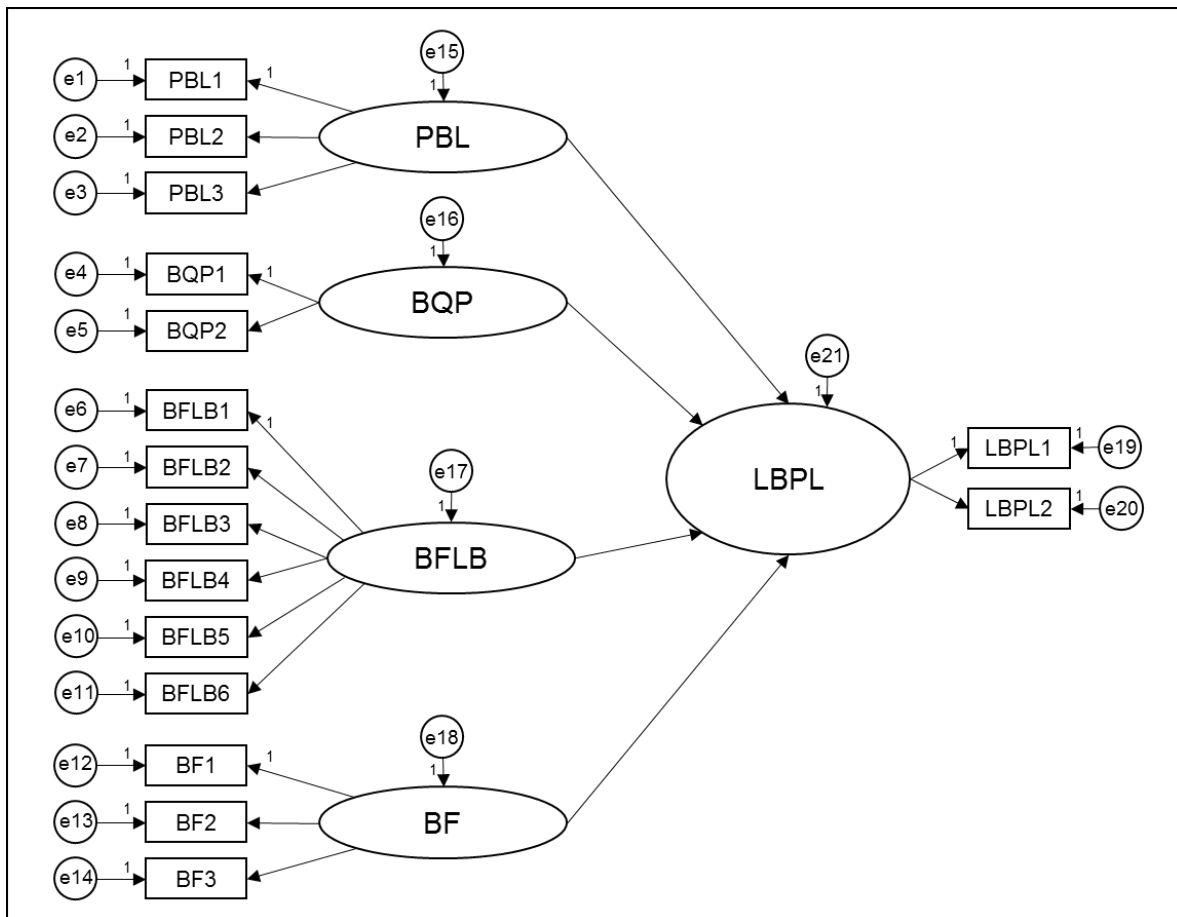 e15
e1 1 PBL1 1 1
e2 1 PBL2 PBL
e3 1 PBL3
e16
e4 1 BQP1 1 1
e5 1 BQP2 BQP
e21
1
e6 1 BFLB1 1
e7 1 BFLB2 e17
e8 1 BFLB3 1
e9 1 BFLB4 BFLB
e10 1 BFLB5
e11 1 BFLB6
LBPL 1 LBPL1 1 e19
LBPL2 1 e20
e18
e12 1 BF1 1 1
e13 1 BF2 BF
e14 1 BF3